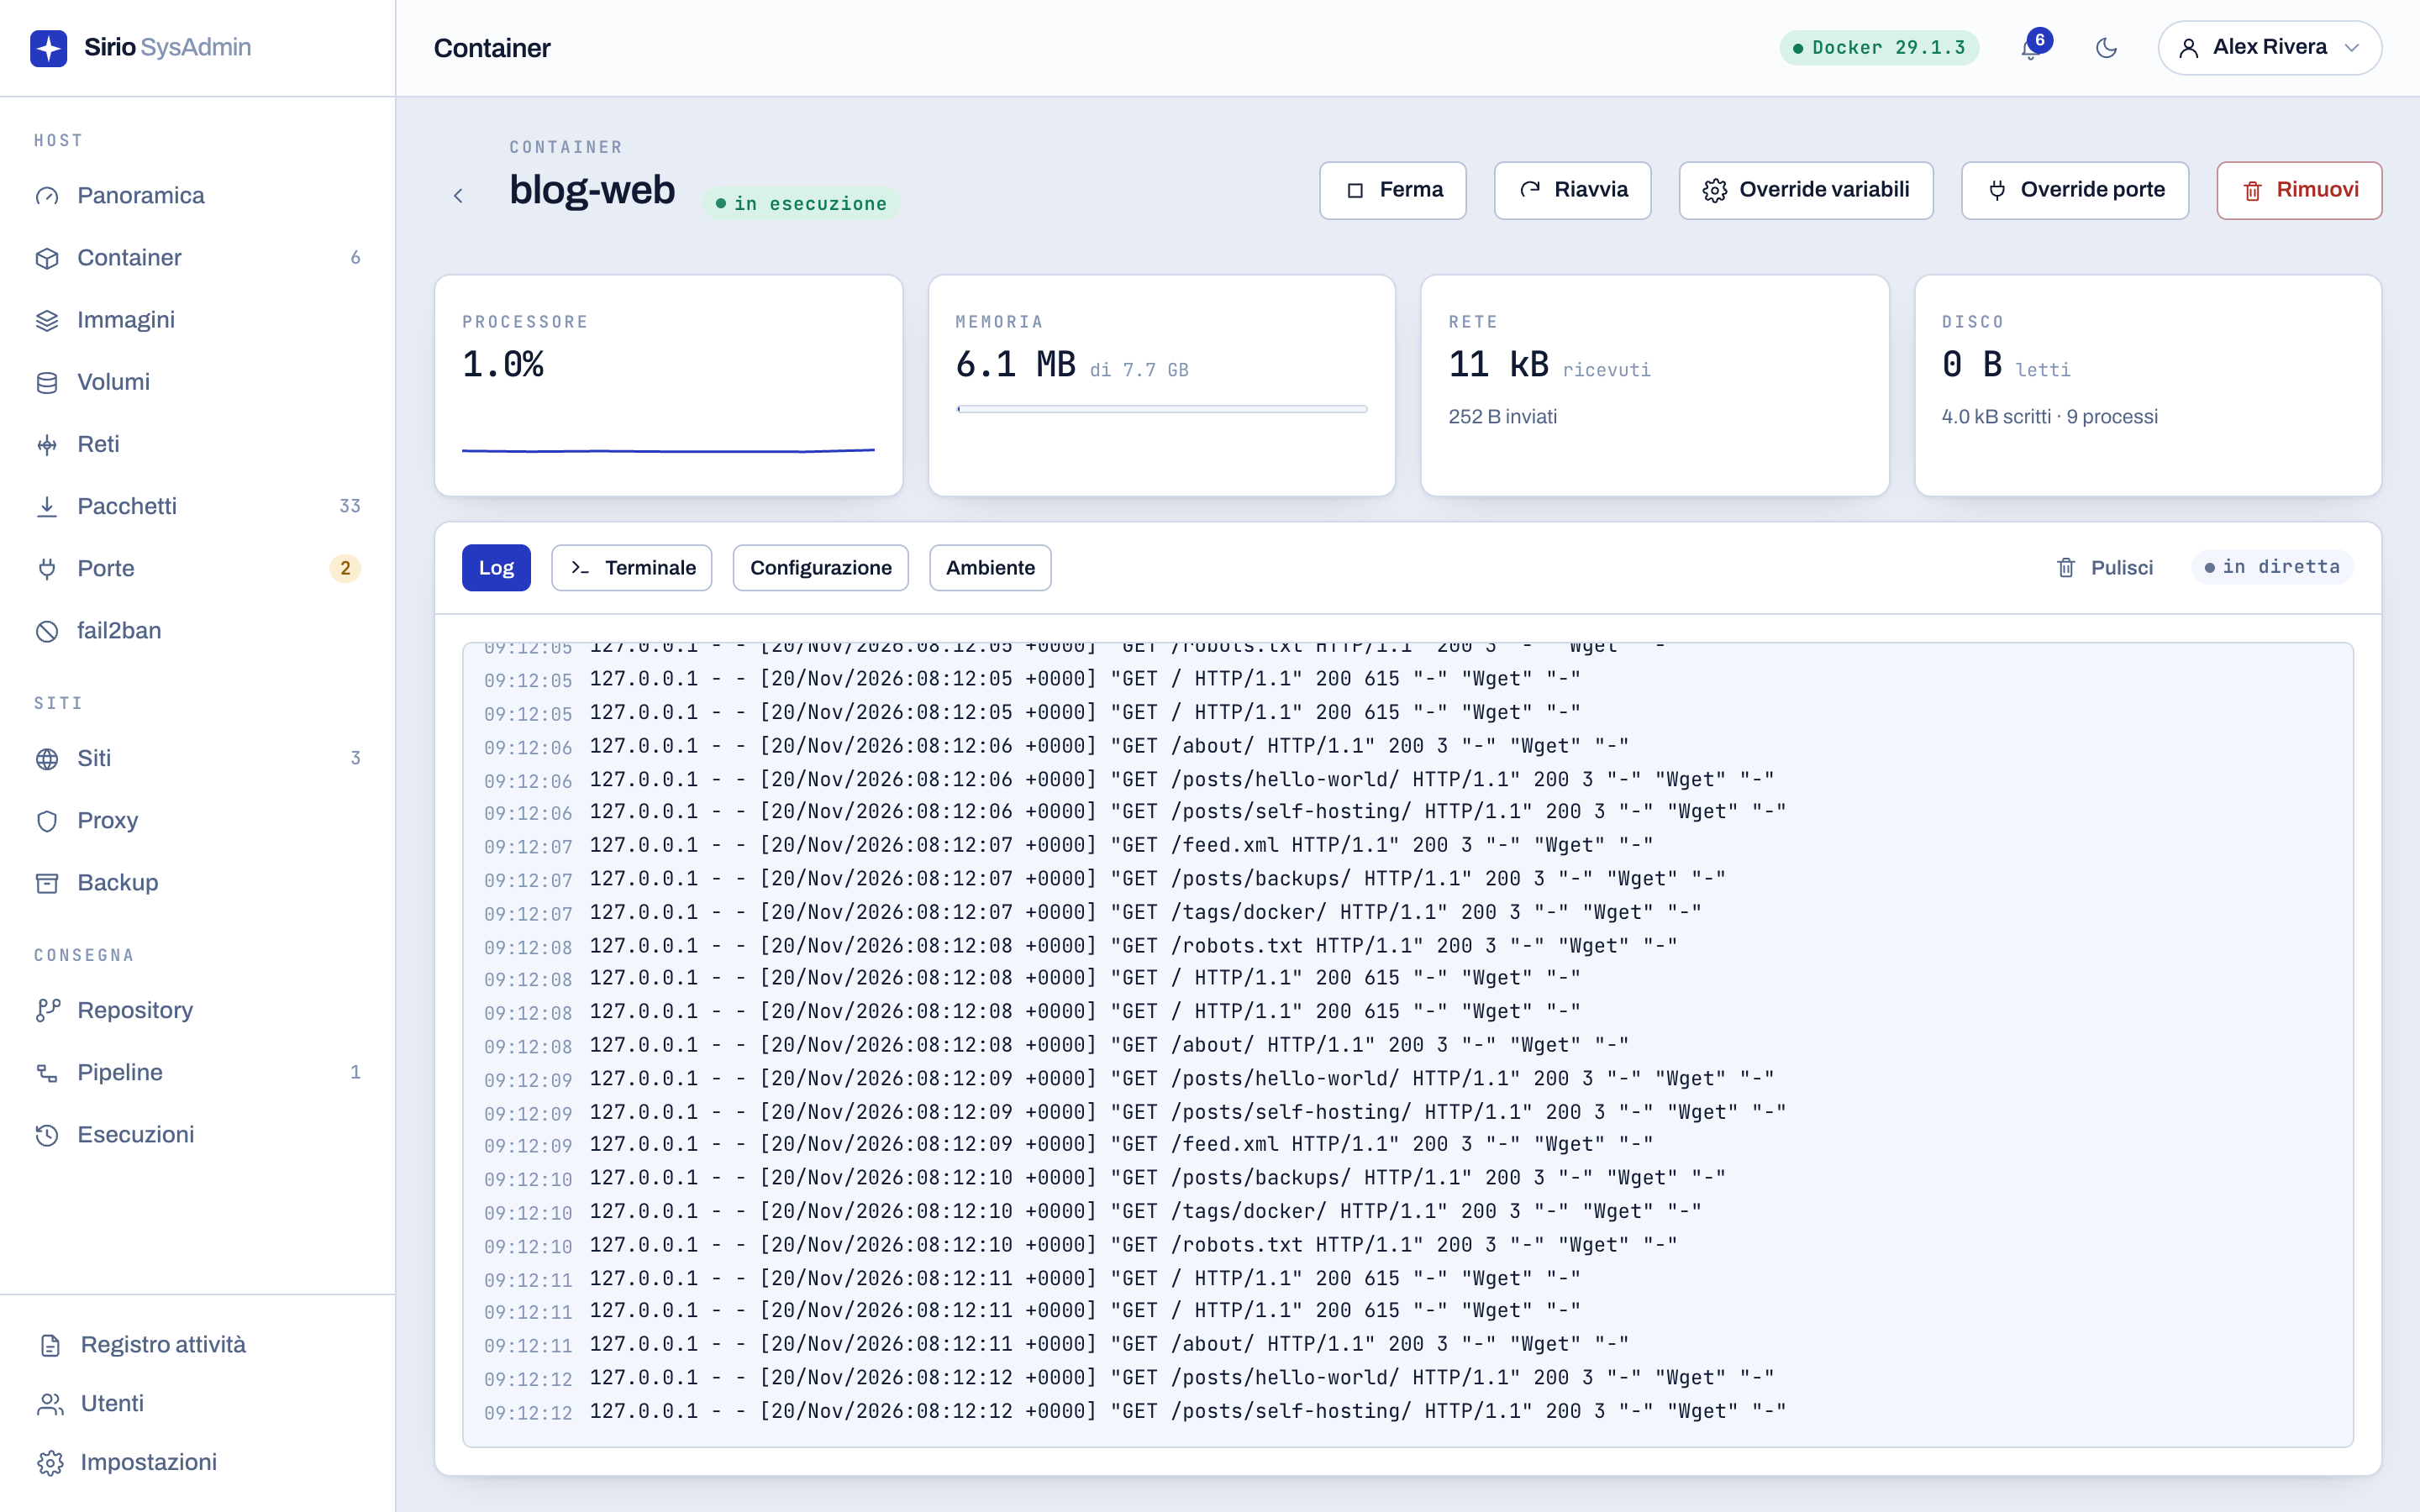 Sirio SysAdmin
Container
Docker 29.1.3
6
Alex Rivera
HOST
Panoramica
Container 6
Immagini
Volumi
Reti
Pacchetti 33
Porte 2
fail2ban
SITI
Siti 3
Proxy
Backup
CONSEGNA
Repository
Pipeline 1
Esecuzioni
Registro attività
Utenti
Impostazioni
CONTAINER
blog-web in esecuzione
Ferma
Riavvia
Override variabili
Override porte
Rimuovi
PROCESSORE
1.0%
MEMORIA
6.1 MB di 7.7 GB
RETE
11 kB ricevuti
252 B inviati
DISCO
0 B letti
4.0 kB scritti · 9 processi
Log
>_ Terminale
Configurazione
Ambiente
Pulisci
in diretta
09:12:05 127.0.0.1 - - [20/Nov/2026:08:12:05 +0000] "GET /robots.txt HTTP/1.1" 200 3 "-" "Wget" "-"
09:12:05 127.0.0.1 - - [20/Nov/2026:08:12:05 +0000] "GET / HTTP/1.1" 200 615 "-" "Wget" "-"
09:12:05 127.0.0.1 - - [20/Nov/2026:08:12:05 +0000] "GET / HTTP/1.1" 200 615 "-" "Wget" "-"
09:12:06 127.0.0.1 - - [20/Nov/2026:08:12:06 +0000] "GET /about/ HTTP/1.1" 200 3 "-" "Wget" "-"
09:12:06 127.0.0.1 - - [20/Nov/2026:08:12:06 +0000] "GET /posts/hello-world/ HTTP/1.1" 200 3 "-" "Wget" "-"
09:12:06 127.0.0.1 - - [20/Nov/2026:08:12:06 +0000] "GET /posts/self-hosting/ HTTP/1.1" 200 3 "-" "Wget" "-"
09:12:07 127.0.0.1 - - [20/Nov/2026:08:12:07 +0000] "GET /feed.xml HTTP/1.1" 200 3 "-" "Wget" "-"
09:12:07 127.0.0.1 - - [20/Nov/2026:08:12:07 +0000] "GET /posts/backups/ HTTP/1.1" 200 3 "-" "Wget" "-"
09:12:07 127.0.0.1 - - [20/Nov/2026:08:12:07 +0000] "GET /tags/docker/ HTTP/1.1" 200 3 "-" "Wget" "-"
09:12:08 127.0.0.1 - - [20/Nov/2026:08:12:08 +0000] "GET /robots.txt HTTP/1.1" 200 3 "-" "Wget" "-"
09:12:08 127.0.0.1 - - [20/Nov/2026:08:12:08 +0000] "GET / HTTP/1.1" 200 615 "-" "Wget" "-"
09:12:08 127.0.0.1 - - [20/Nov/2026:08:12:08 +0000] "GET / HTTP/1.1" 200 615 "-" "Wget" "-"
09:12:08 127.0.0.1 - - [20/Nov/2026:08:12:08 +0000] "GET /about/ HTTP/1.1" 200 3 "-" "Wget" "-"
09:12:09 127.0.0.1 - - [20/Nov/2026:08:12:09 +0000] "GET /posts/hello-world/ HTTP/1.1" 200 3 "-" "Wget" "-"
09:12:09 127.0.0.1 - - [20/Nov/2026:08:12:09 +0000] "GET /posts/self-hosting/ HTTP/1.1" 200 3 "-" "Wget" "-"
09:12:09 127.0.0.1 - - [20/Nov/2026:08:12:09 +0000] "GET /feed.xml HTTP/1.1" 200 3 "-" "Wget" "-"
09:12:10 127.0.0.1 - - [20/Nov/2026:08:12:10 +0000] "GET /posts/backups/ HTTP/1.1" 200 3 "-" "Wget" "-"
09:12:10 127.0.0.1 - - [20/Nov/2026:08:12:10 +0000] "GET /tags/docker/ HTTP/1.1" 200 3 "-" "Wget" "-"
09:12:10 127.0.0.1 - - [20/Nov/2026:08:12:10 +0000] "GET /robots.txt HTTP/1.1" 200 3 "-" "Wget" "-"
09:12:11 127.0.0.1 - - [20/Nov/2026:08:12:11 +0000] "GET / HTTP/1.1" 200 615 "-" "Wget" "-"
09:12:11 127.0.0.1 - - [20/Nov/2026:08:12:11 +0000] "GET / HTTP/1.1" 200 615 "-" "Wget" "-"
09:12:11 127.0.0.1 - - [20/Nov/2026:08:12:11 +0000] "GET /about/ HTTP/1.1" 200 3 "-" "Wget" "-"
09:12:12 127.0.0.1 - - [20/Nov/2026:08:12:12 +0000] "GET /posts/hello-world/ HTTP/1.1" 200 3 "-" "Wget" "-"
09:12:12 127.0.0.1 - - [20/Nov/2026:08:12:12 +0000] "GET /posts/self-hosting/ HTTP/1.1" 200 3 "-" "Wget" "-"